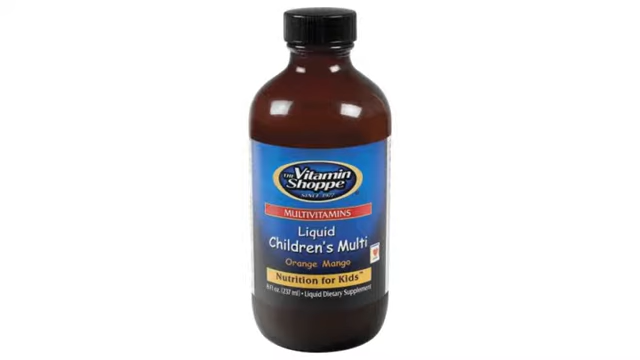 THE Vitamin
Shoppe
SINCE 1977
MULTIVITAMINS
Liquid
Children's Multi
Orange Mango
Nutrition for Kids™
8 fl oz. (237 ml) • Liquid Dietary Supplement